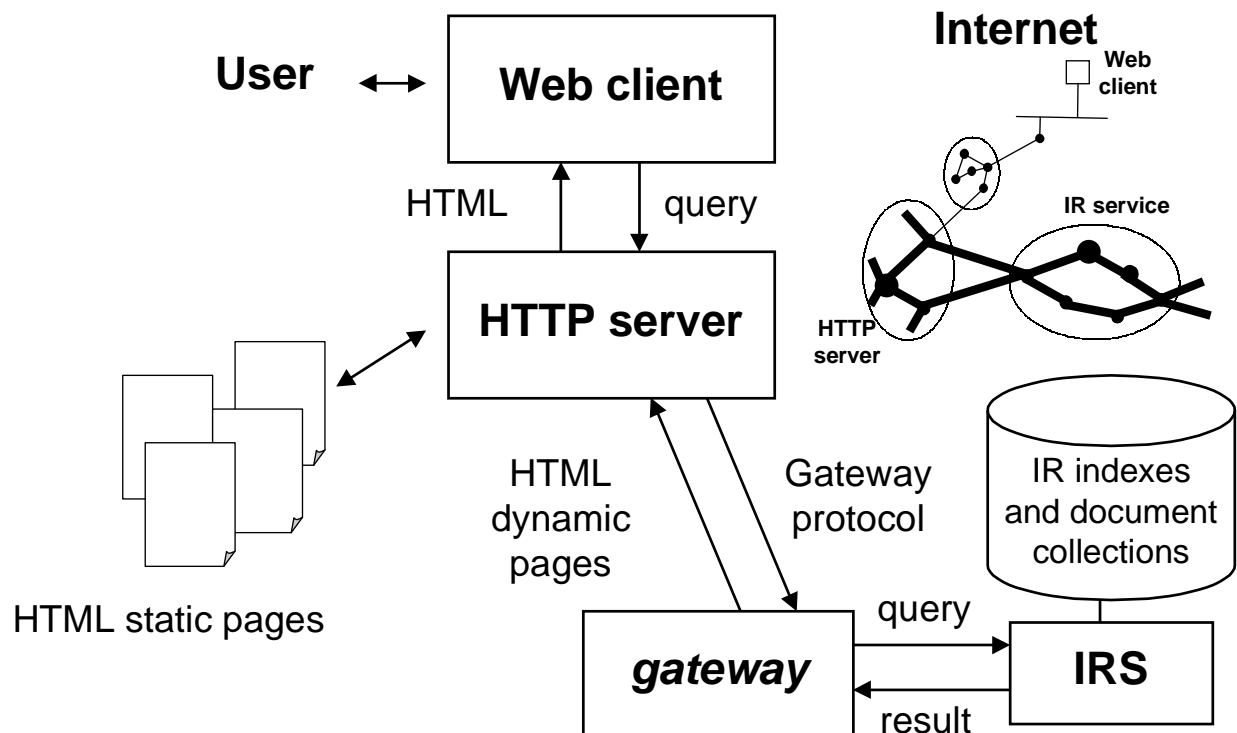 Internet
User
Web client
Web
client
HTML
query
IR service
HTTP server
HTTP
server
HTML
dynamic
pages
Gateway
protocol
IR indexes
and document
collections
HTML static pages
query
gateway
IRS
result